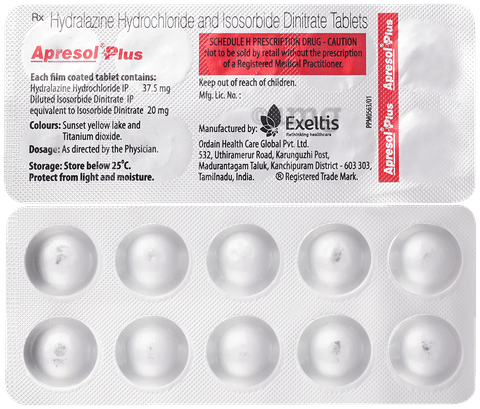 Rx Hydralazine Hydrochloride and Isosorbide Dinitrate Tablets
Apresol Plus
Each film coated tablet contains:
Hydralazine Hydrochloride IP 37.5 mg
Diluted Isosorbide Dinitrate IP
equivalent to Isosorbide Dinitrate 20 mg
Colours: Sunset yellow lake and
Titanium dioxide.
Dosage: As directed by the Physician.
Storage: Store below 25°C.
Protect from light and moisture.
SCHEDULE H PRESCRIPTION DRUG - CAUTION
Not to be sold by retail without the prescription
of a Registered Medical Practitioner.
Keep out of reach of children.
Mfg. Lic. No.:
Manufactured by:
Exeltis
Rethinking healthcare
Ordain Health Care Global Pvt. Ltd.
532, Uthiramerur Road, Karunguzhi Post,
Madurantagam Taluk, Kanchipuram District - 603 303,
Tamilnadu, India. ® Registered Trade Mark.
PPM0563/01
Apresol Plus
Apresol Plus